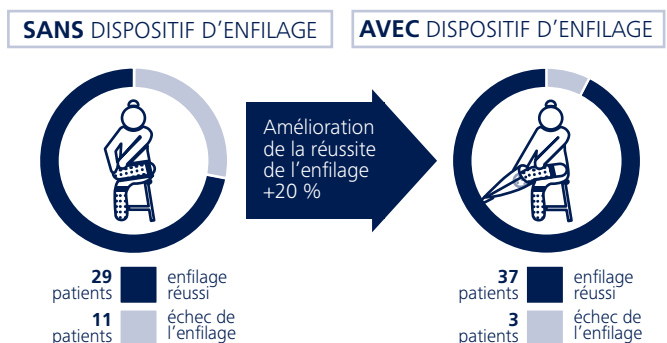 SANS DISPOSITIF D’ENFILAGE
AVEC DISPOSITIF D’ENFILAGE
Amélioration
de la réussite
de l’enfilage
+20 %
29
patients
enfilage
réussi
11
patients
échec de
l’enfilage
37
patients
enfilage
réussi
3
patients
échec de
l’enfilage